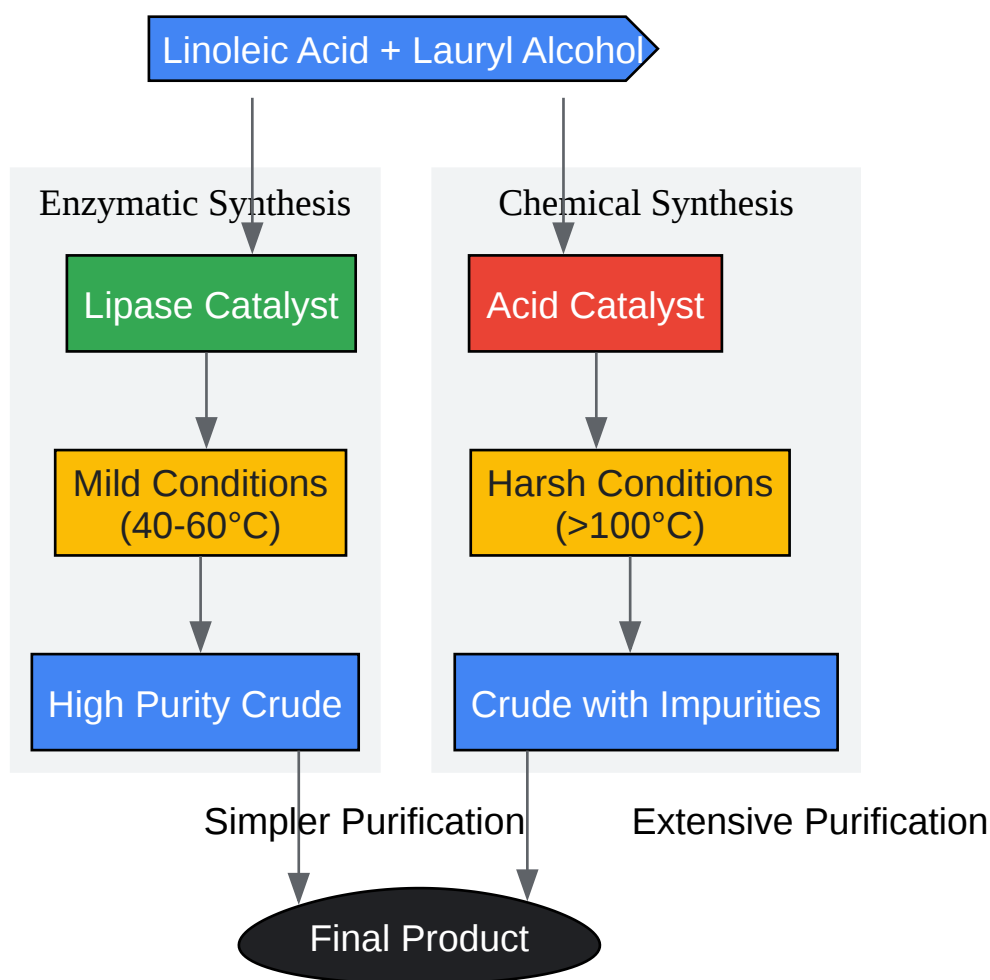 Linoleic Acid + Lauryl Alcohol
Enzymatic Synthesis
Lipase Catalyst
Mild Conditions
(40-60°C)
High Purity Crude
Simpler Purification
Chemical Synthesis
Acid Catalyst
Harsh Conditions
(>100°C)
Crude with Impurities
Extensive Purification
Final Product